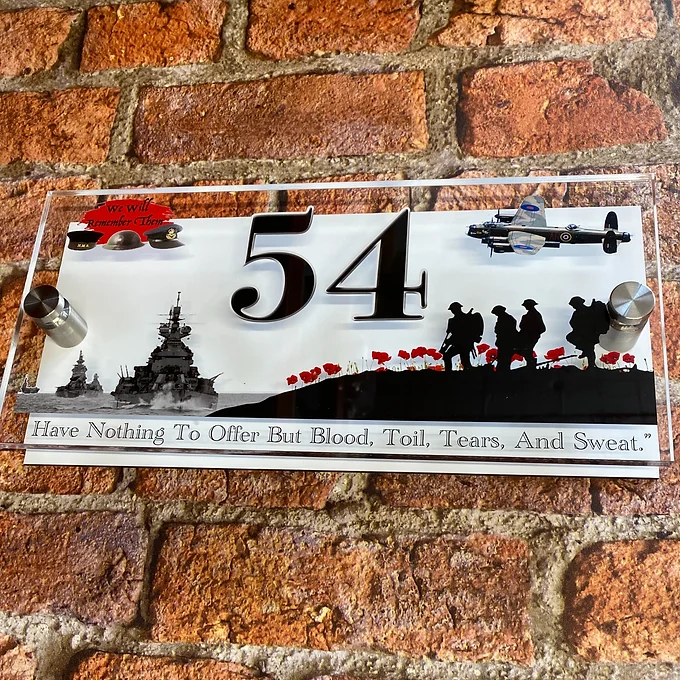 We Will
Remember Them
54
Have Nothing To Offer But Blood, Toil, Tears, And Sweat.”